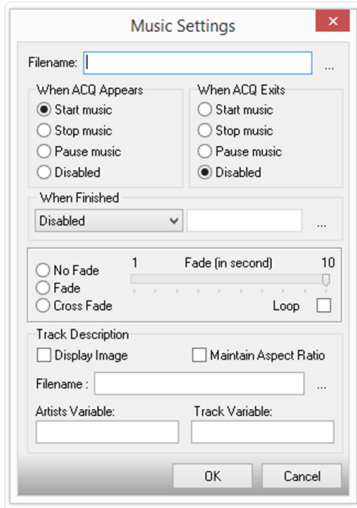 Music Settings
Filename:
...
When ACQ Appears
When ACQ Exits
Start music
Start music
Stop music
Stop music
Pause music
Pause music
Disabled
Disabled
When Finished
Disabled
...
No Fade
1 Fade (in second) 10
Fade
Cross Fade
Loop
Track Description
Display Image
Maintain Aspect Ratio
Filename :
...
Artists Variable:
Track Variable:
OK
Cancel